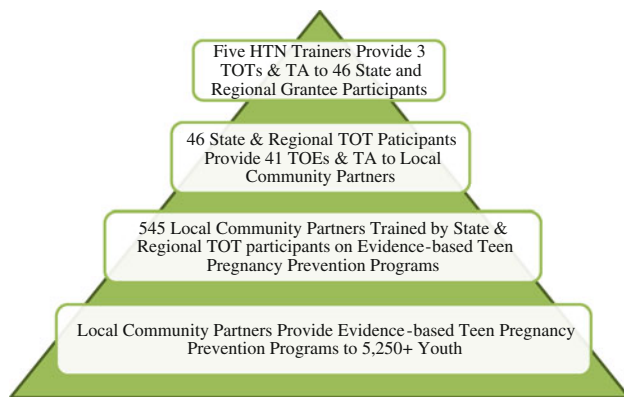 Five HTN Trainers Provide 3
TOTs & TA to 46 State and
Regional Grantee Participants
46 State & Regional TOT Paticipants
Provide 41 TOEs & TA to Local
Community Partners
545 Local Community Partners Trained by State &
Regional TOT participants on Evidence-based Teen
Pregnancy Prevention Programs
Local Community Partners Provide Evidence-based Teen Pregnancy
Prevention Programs to 5,250+ Youth